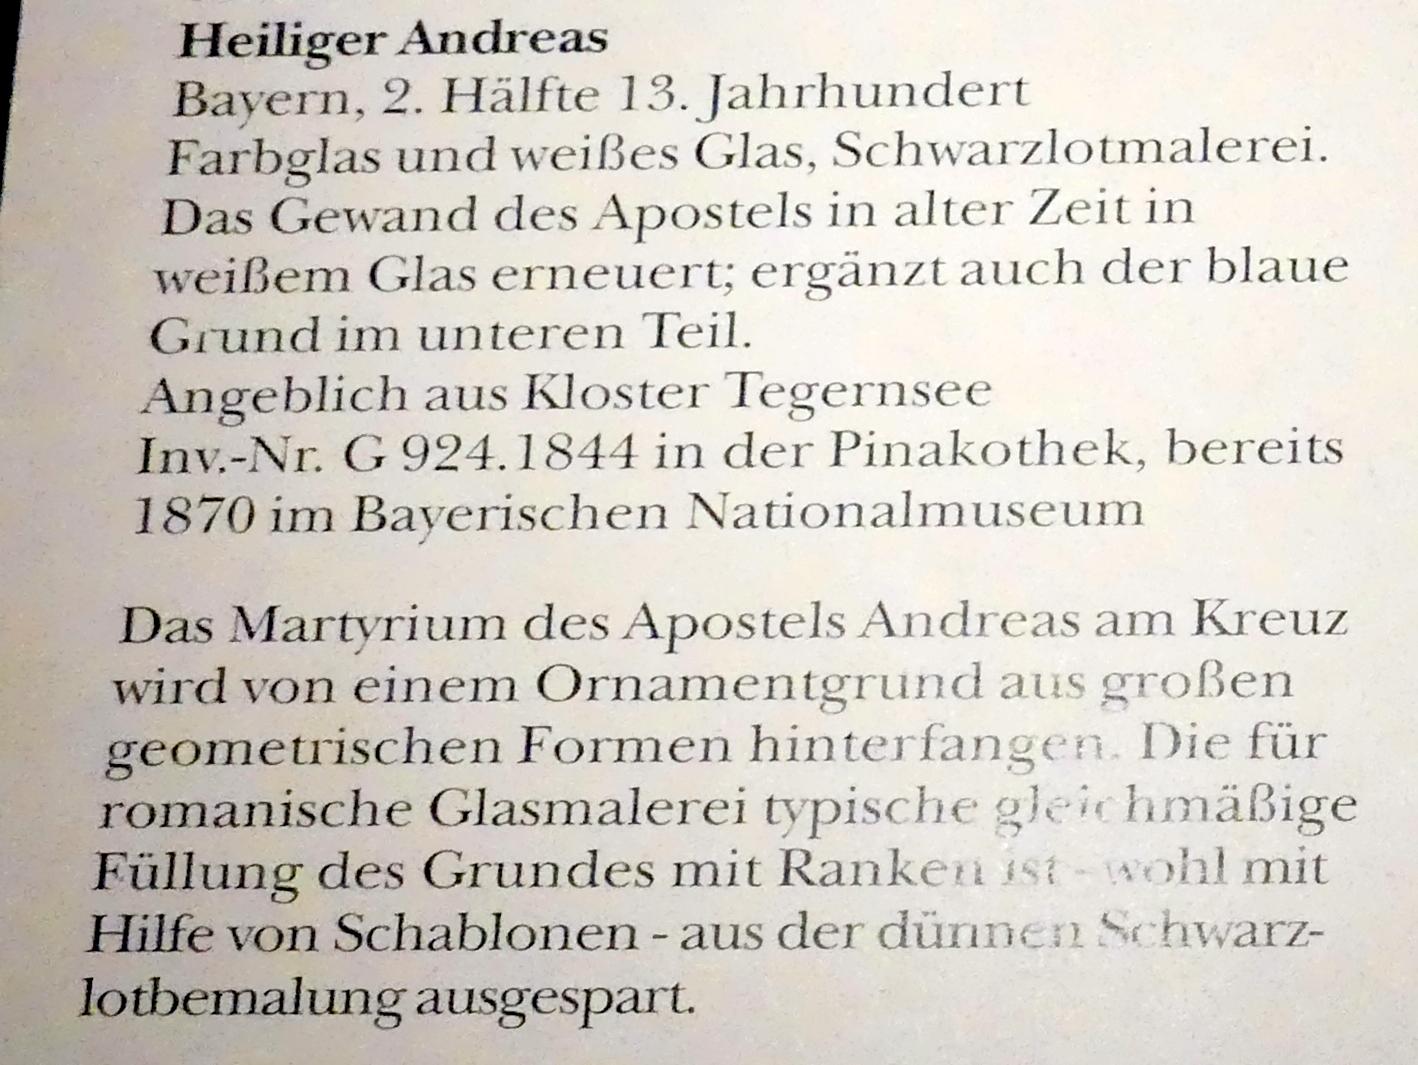 Heiliger Andreas
Bayern, 2. Hälfte 13. Jahrhundert
Farbglas und weißes Glas, Schwarzlotmalerei.
Das Gewand des Apostels in alter Zeit in
weißem Glas erneuert; ergänzt auch der blaue
Grund im unteren Teil.
Angeblich aus Kloster Tegernsee
Inv.-Nr. G 924.1844 in der Pinakothek, bereits
1870 im Bayerischen Nationalmuseum
Das Martyrium des Apostels Andreas am Kreuz
wird von einem Ornamentgrund aus großen
geometrischen Formen hinterfangen. Die für
romanische Glasmalerei typische gleichmäßige
Füllung des Grundes mit Ranken ist - wohl mit
Hilfe von Schablonen - aus der dünnen Schwarz-
lotbemalung ausgespart.